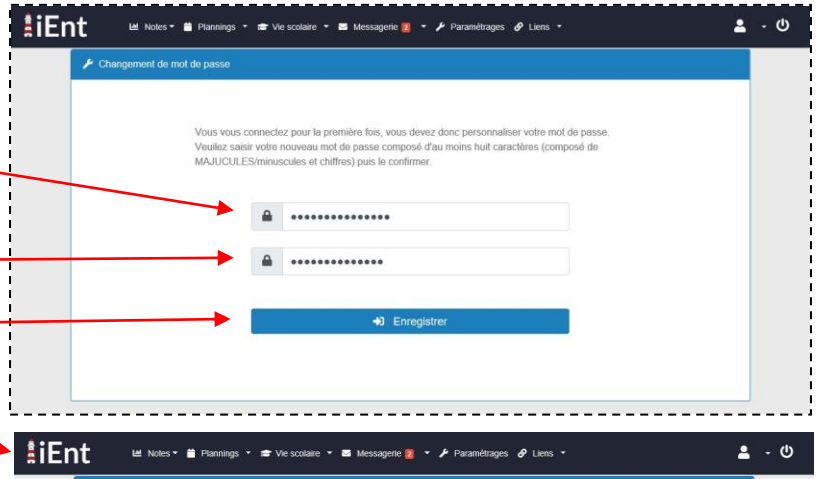 iEnt Notes Plannings Vie scolaire Messagerie 2 Paramétrages Liens
Changement de mot de passe
Vous vous connectez pour la première fois, vous devez donc personnaliser votre mot de passe.
Veuilez saisir votre nouveau mot de passe composé d'au moins huit caractères (composé de
MAJUCULES/minuscules et chiffres) puis le confirmer.
•••••••••••••••
••••••••••••••
Enregistrer
iEnt Notes Plannings Vie scolaire Messagerie 2 Paramétrages Liens